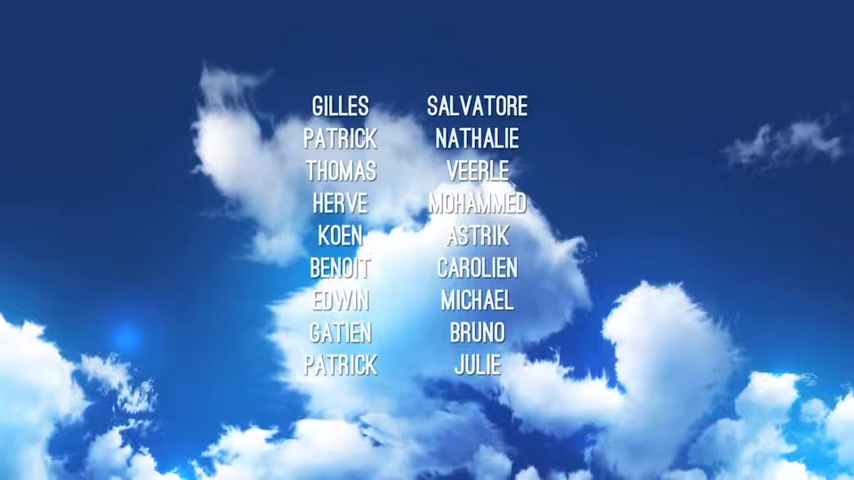 GILLES SALVATORE
PATRICK NATHALIE
THOMAS VEERLE
HERVE MOHAMMED
KOEN ASTRIK
BENOIT CAROLIEN
EDWIN MICHAEL
GATIEN BRUNO
PATRICK JULIE